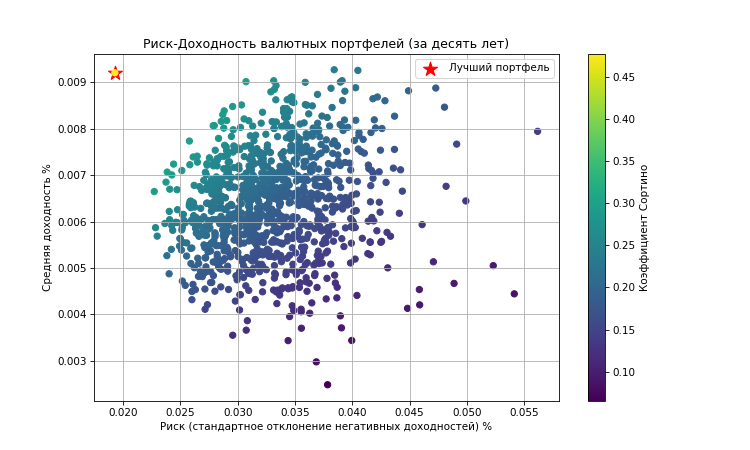 Риск-Доходность валютных портфелей (за десять лет)
Лучший портфель
Средняя доходность %
0.009
0.008
0.007
0.006
0.005
0.004
0.003
0.020 0.025 0.030 0.035 0.040 0.045 0.050 0.055
Риск (стандартное отклонение негативных доходностей) %
0.45
0.40
0.35
0.30
0.25
0.20
0.15
0.10
Коэффициент Сортино